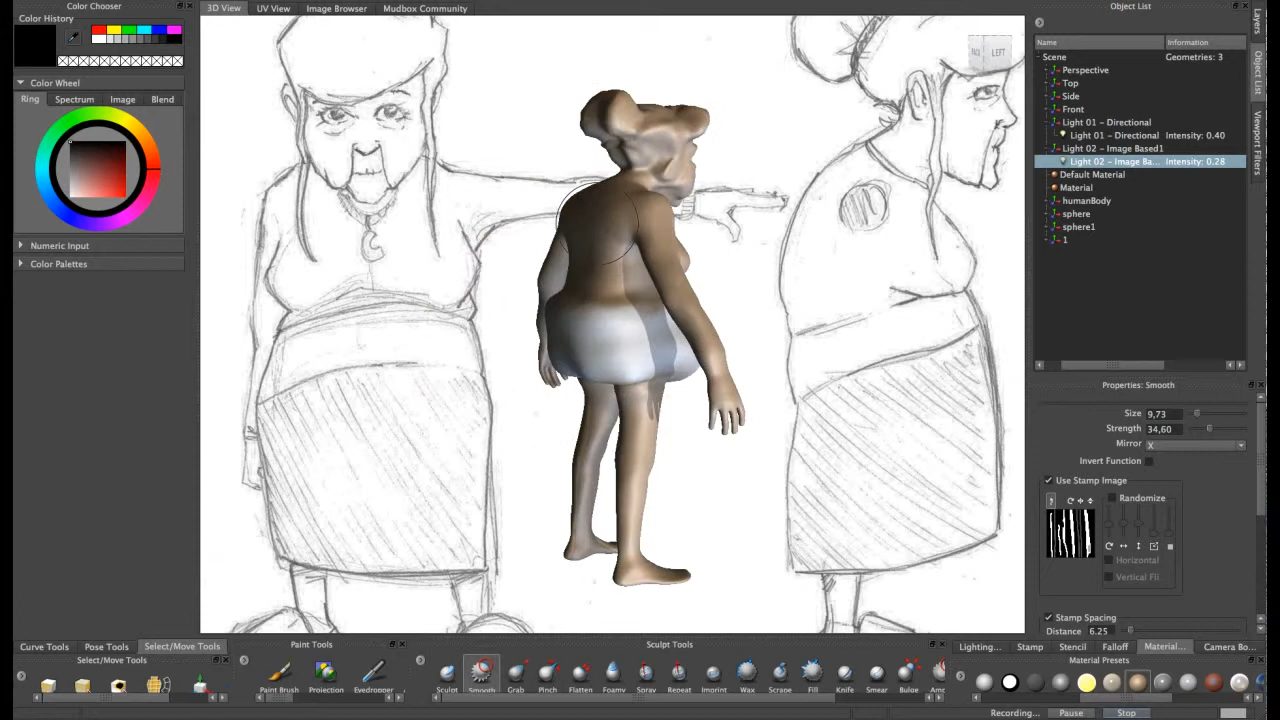 Color Chooser
Color History
Color Wheel
Ring Spectrum Image Blend
Numeric Input
Color Palettes
3D View UV View Image Browser Mudbox Community
LEFT
Object List
Name Information
Scene Geometries: 3
Perspective
Top
Side
Front
Light 01 – Directional
Light 01 – Directional Intensity: 0.40
Light 02 – Image Based1
Light 02 – Image Ba... Intensity: 0.28
Default Material
Material
humanBody
sphere
sphere1
1
Layers
Object List
Viewport Filters
Properties: Smooth
Size 9,73
Strength 34,60
Mirror X
Invert Function
Use Stamp Image
Randomize
Horizontal
Vertical Fli
Stamp Spacing
Distance 6.25
Curve Tools Pose Tools Select/Move Tools
Select/Move Tools
Paint Tools
Paint Brush Projection Eyedropper
Sculpt Tools
Sculpt Smooth Grab Pinch Flatten Foamy Spray Repeat Imprint Wax Scrape Fill Knife Smear Bulge Amp
Lighting... Stamp Stencil Falloff Material... Camera Bo...
Material Presets
Recording... Pause Stop